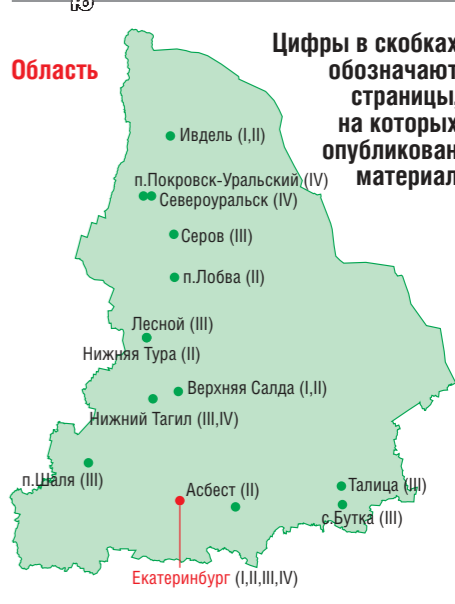 Область
Цифры в скобках
обозначают
страницы,
на которых
опубликован
материал
Ивдель (I,II)
п.Покровск-Уральский (IV)
Североуральск (IV)
Серов (III)
п.Лобва (II)
Лесной (III)
Нижняя Тура (II)
Верхняя Салда (I,II)
Нижний Тагил (III,IV)
п.Шаля (III)
Асбест (II)
Талица (III)
с.Бутка (III)
Екатеринбург (I,II,III,IV)